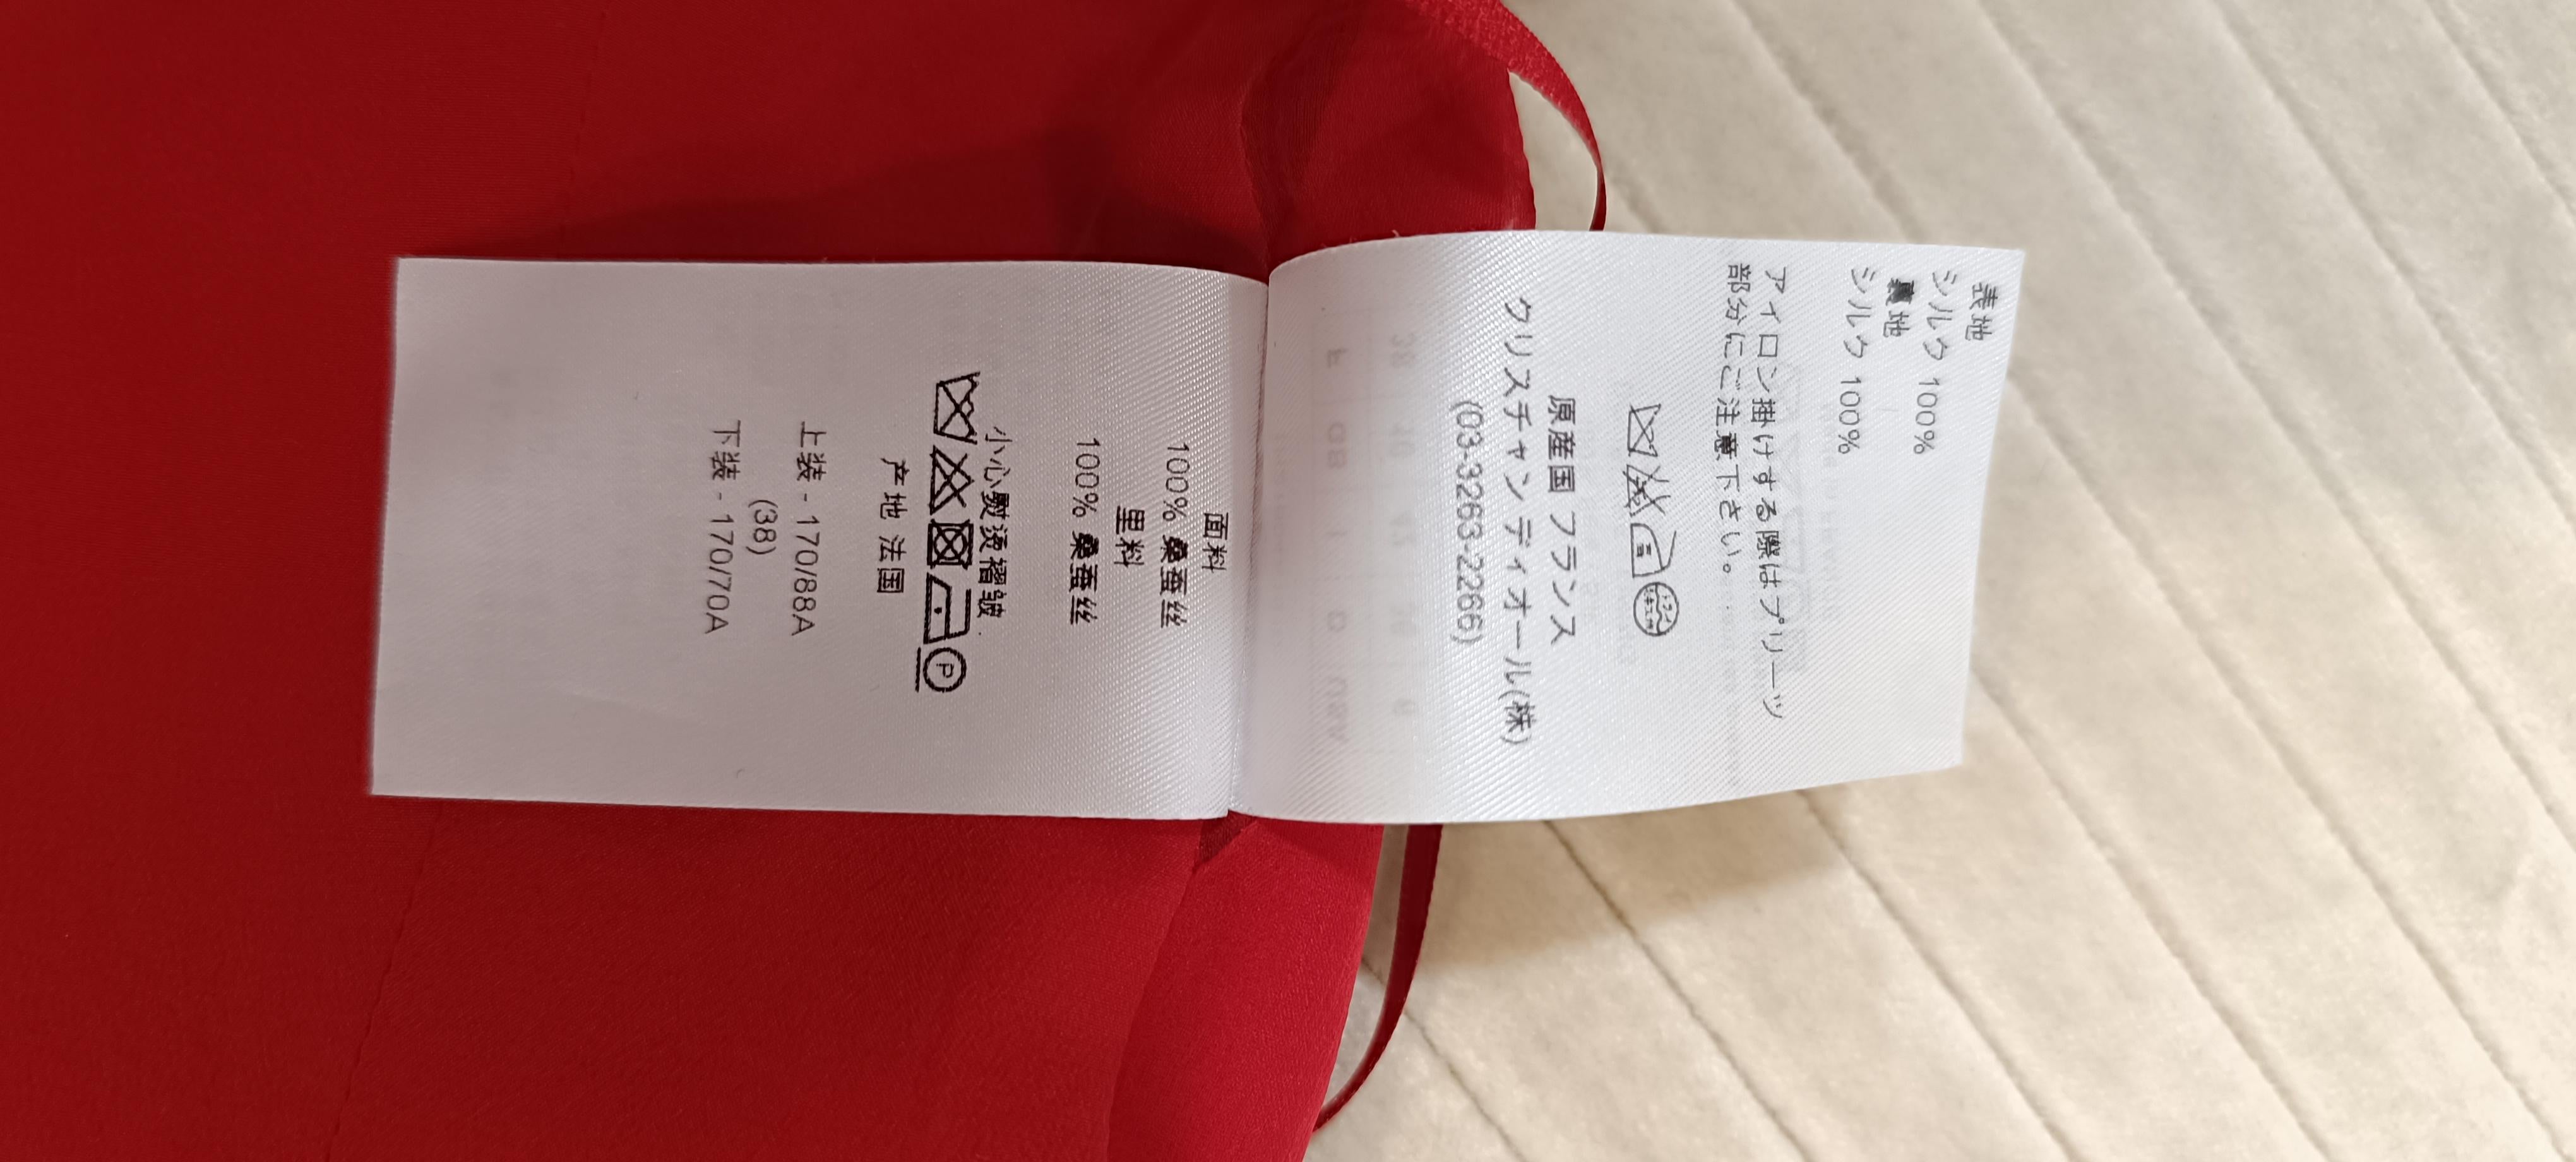 表地
シルク 100%
裏地
シルク 100%
アイロン掛けする際はプリーツ
部分にご注意下さい。
原産国 フランス
クリスチャン ディオール(株)
(03-3263-2266)
面料
100% 桑蚕丝
里料
100% 桑蚕丝
小心熨烫褶皱
P
产地 法国
上装 - 170/88A
(38)
下装 - 170/70A